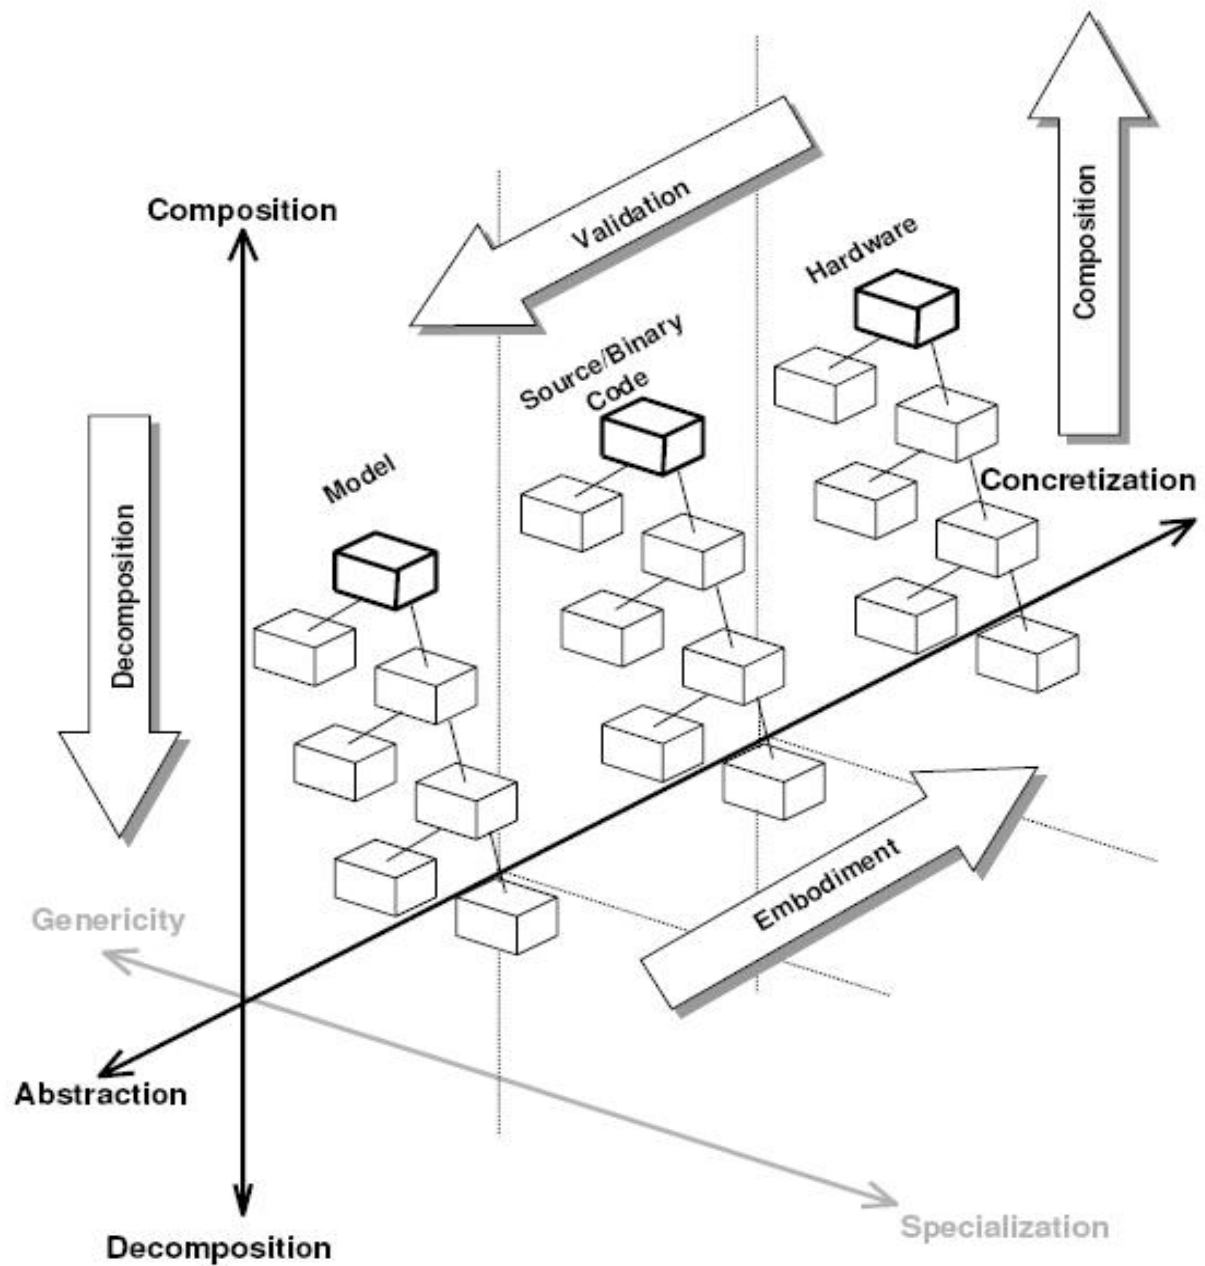 Composition
Validation
Hardware
Composition
Source/Binary
Code
Model
Concretization
Decomposition
Embodiment
Genericity
Abstraction
Specialization
Decomposition